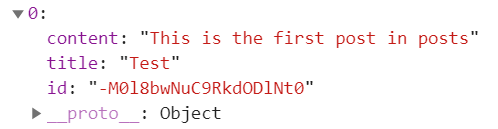 ▼0:
content: "This is the first post in posts"
title: "Test"
id: "-M0l8bwNuC9RkdODlNt0"
▶__proto__: Object